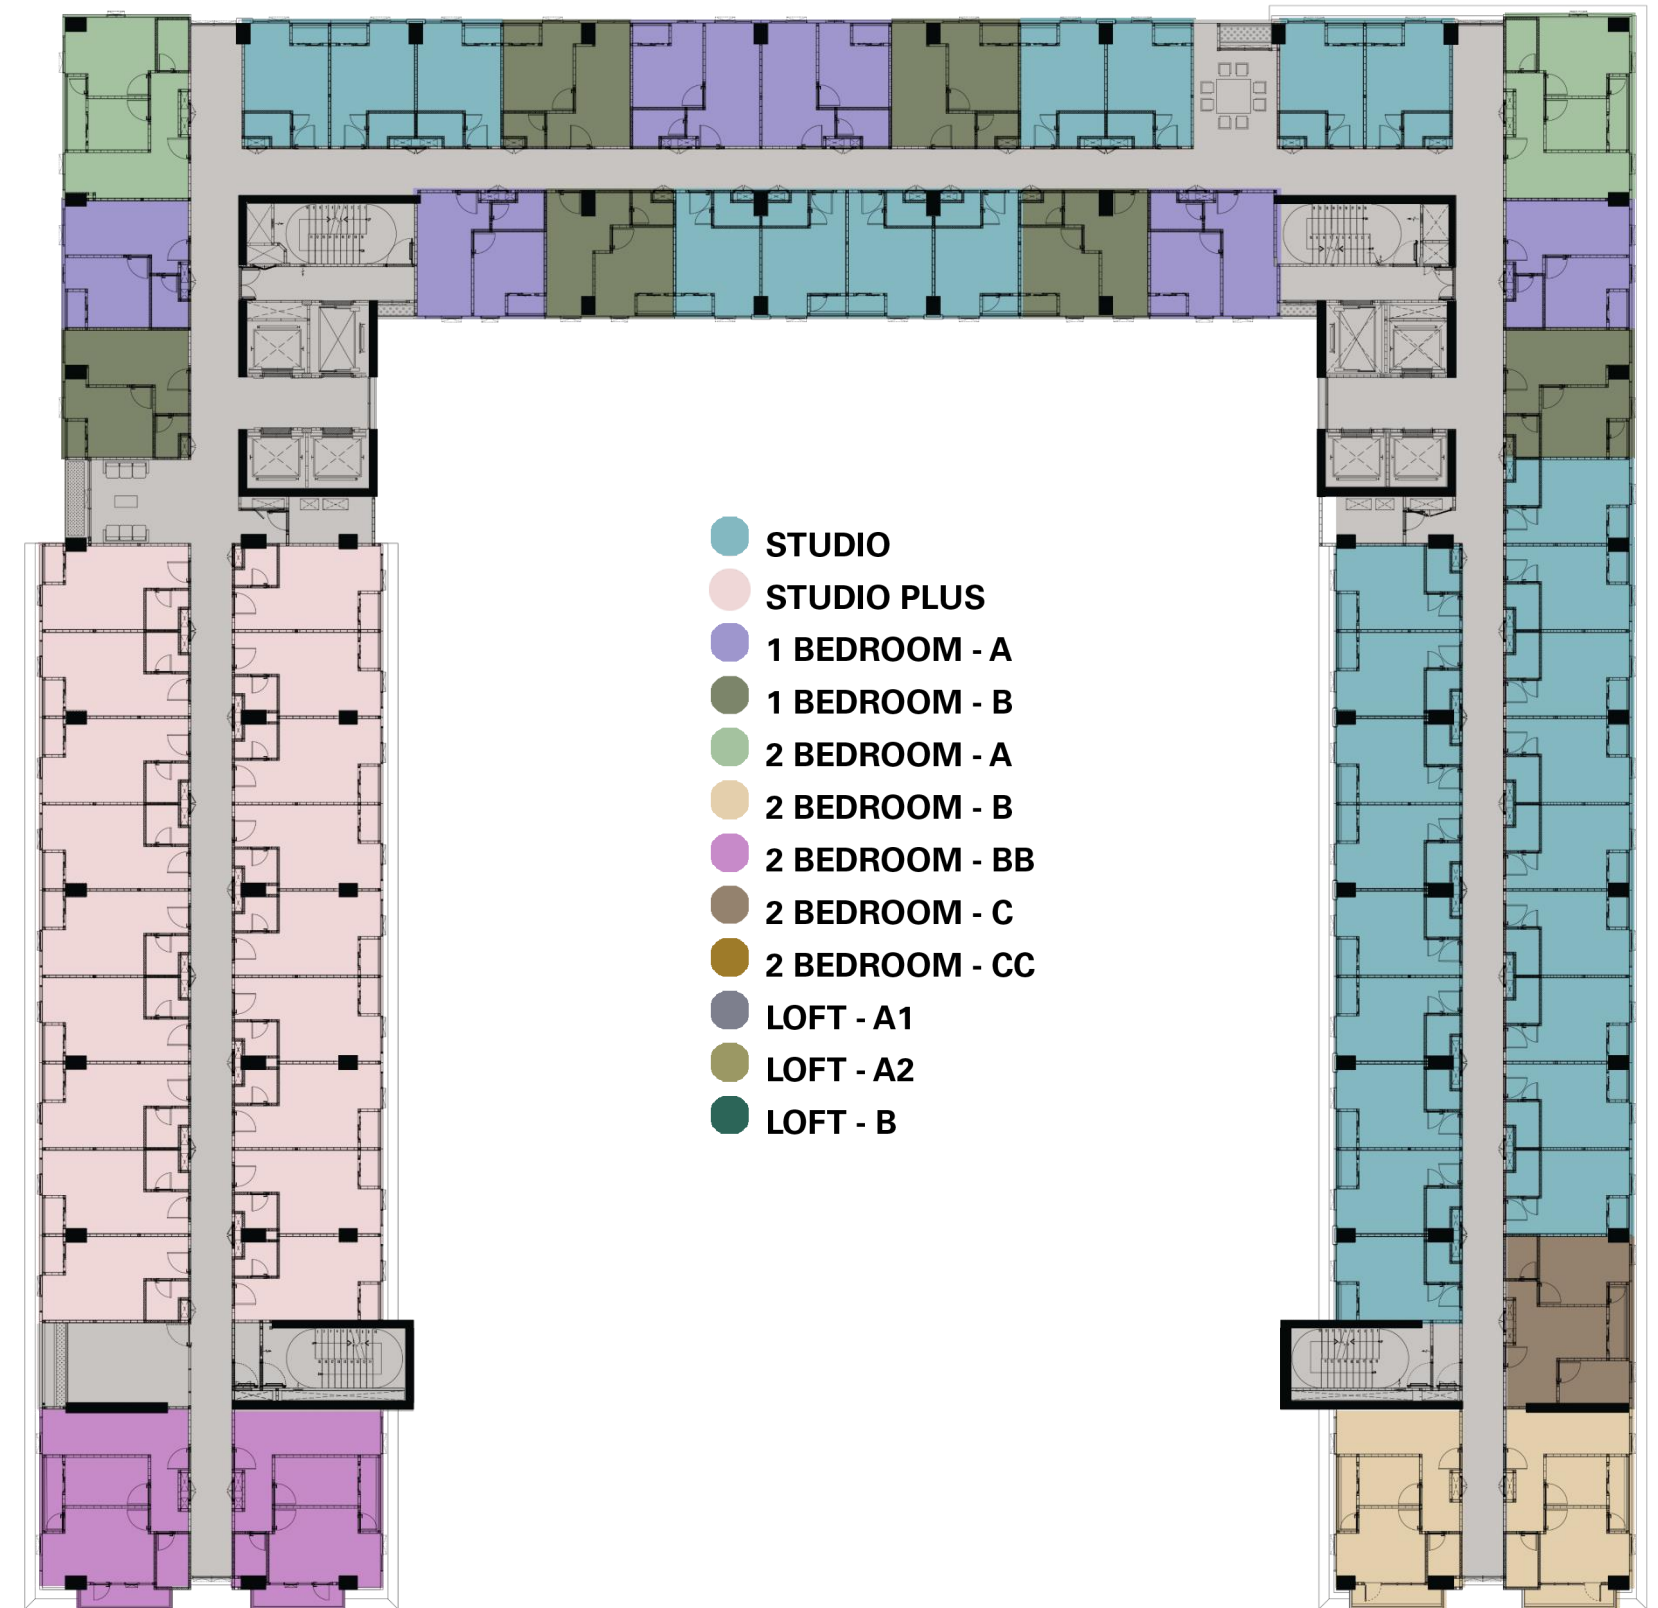 STUDIO
STUDIO PLUS
1 BEDROOM - A
1 BEDROOM - B
2 BEDROOM - A
2 BEDROOM - B
2 BEDROOM - BB
2 BEDROOM - C
2 BEDROOM - CC
LOFT - A1
LOFT - A2
LOFT - B